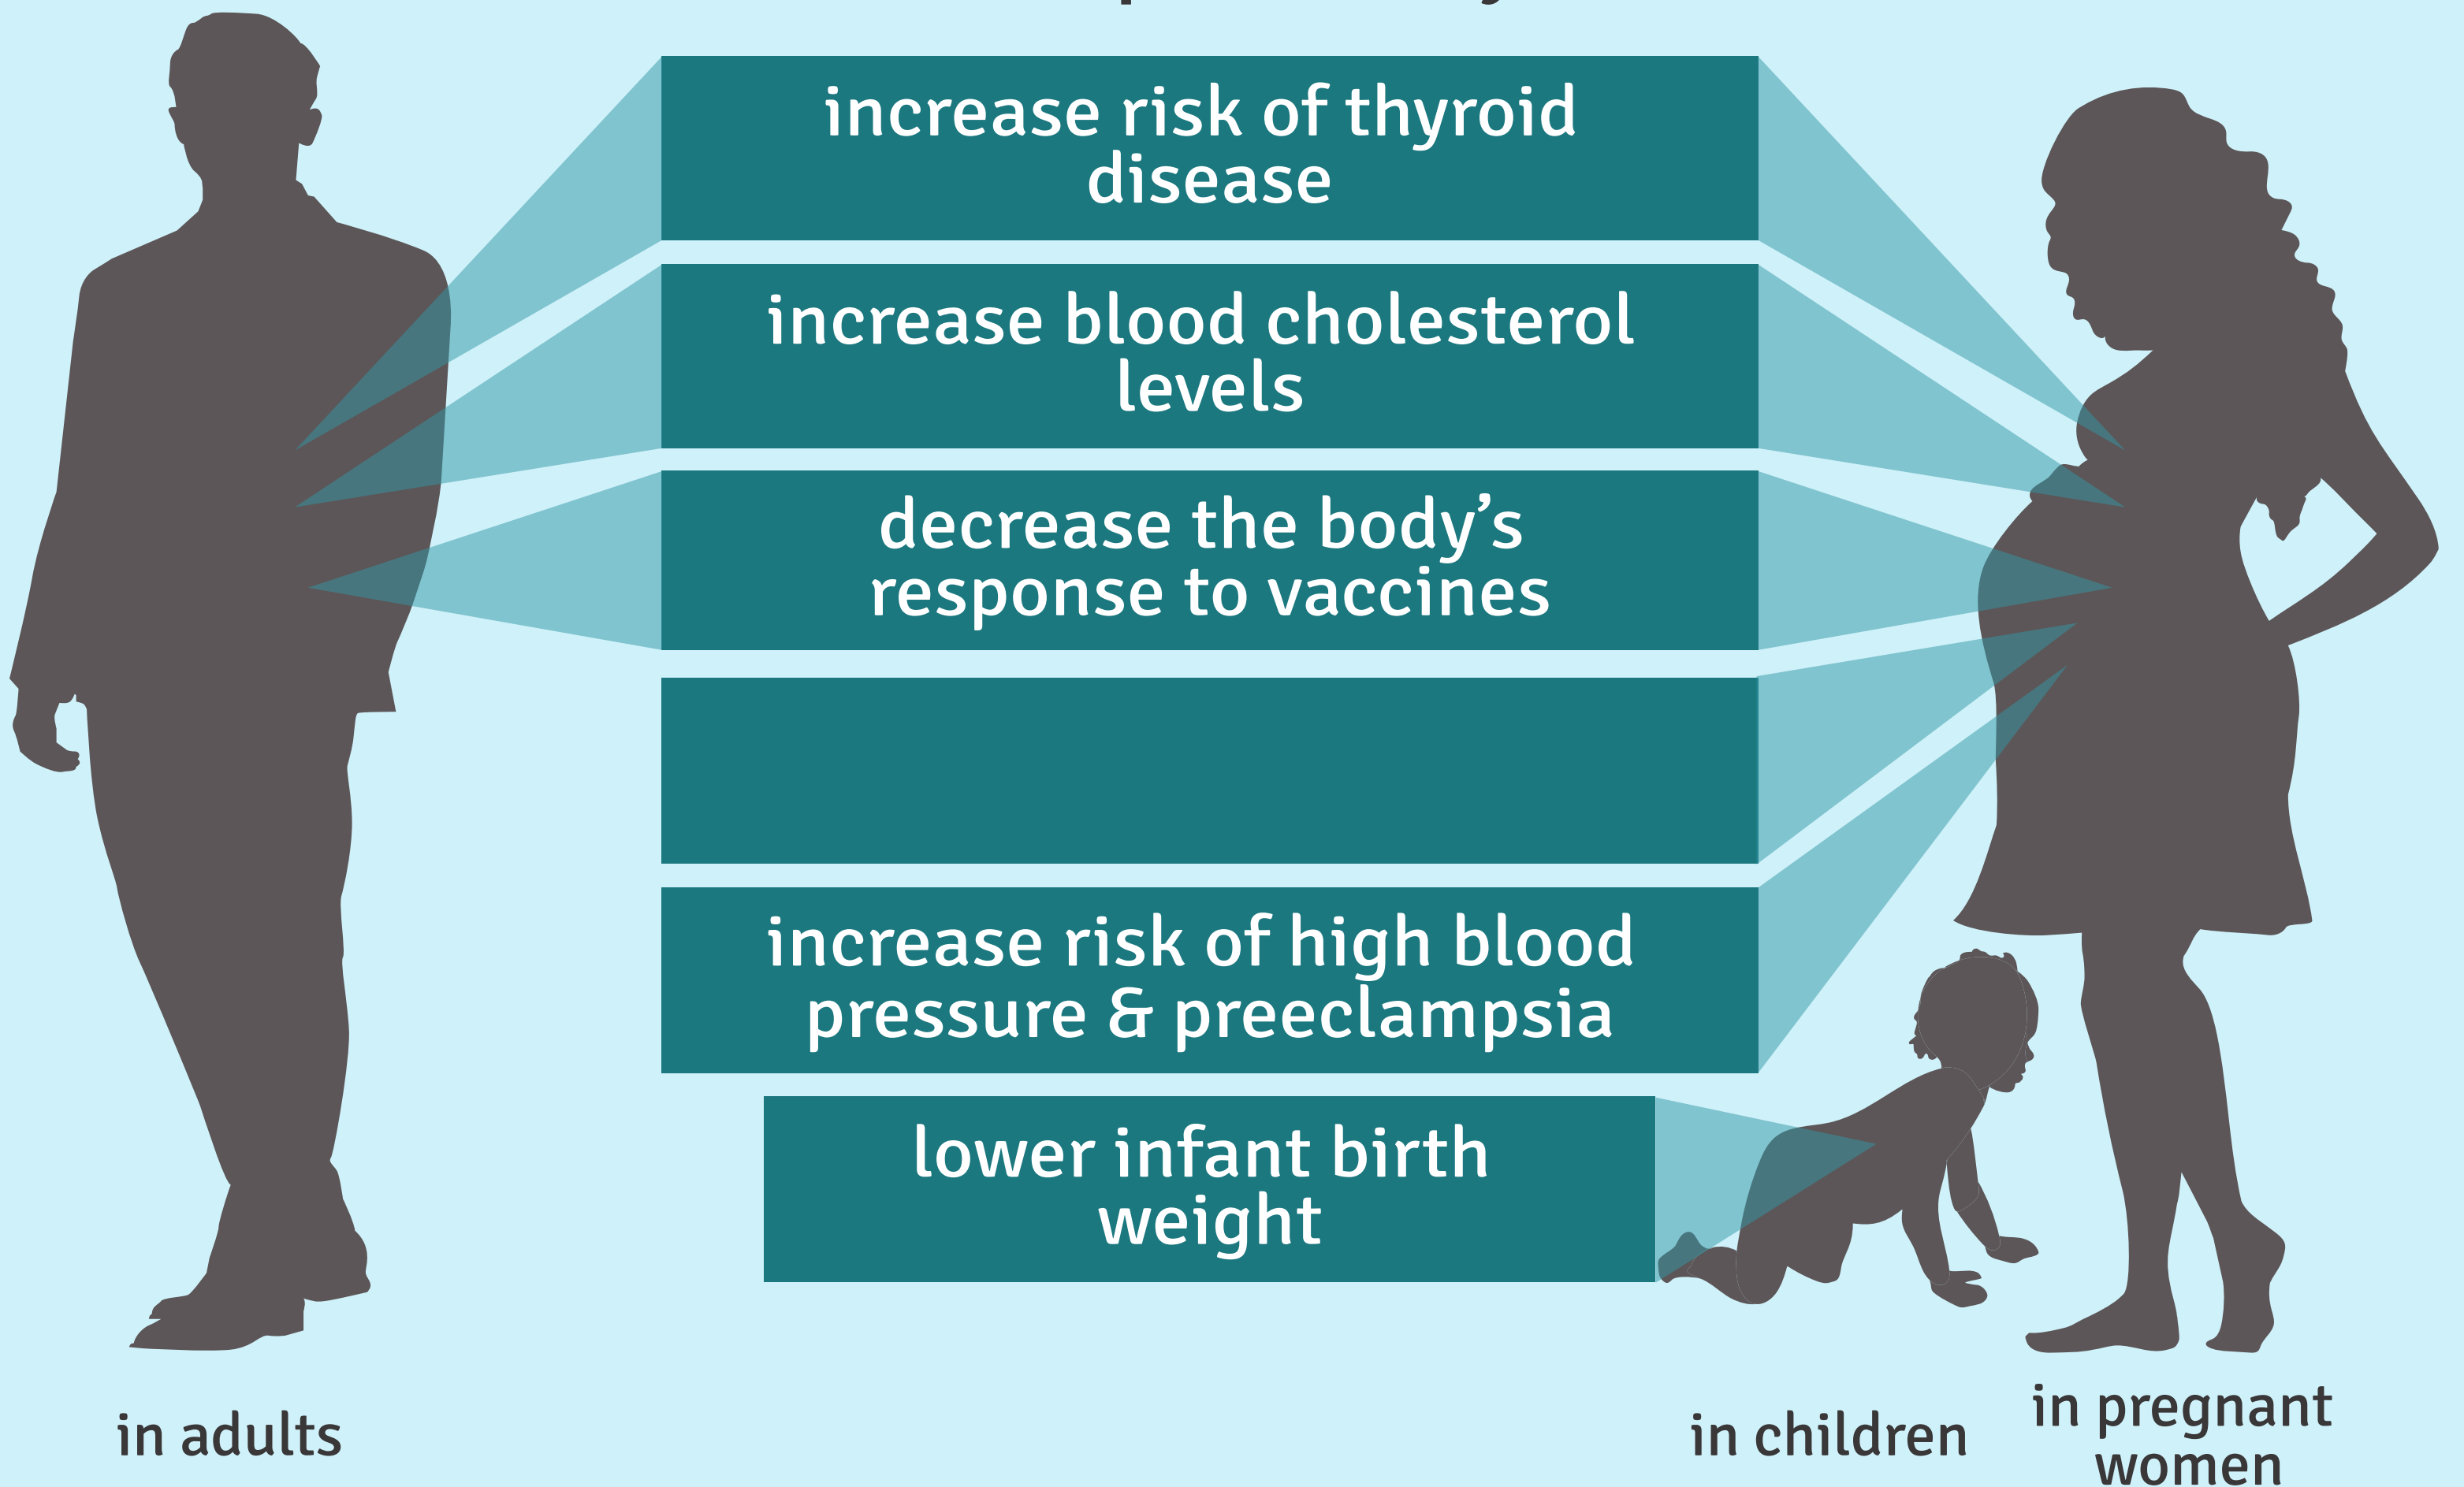 increase risk of thyroid
disease
increase blood cholesterol
levels
decrease the body's
response to vaccines
increase risk of high blood
pressure & preeclampsia
lower infant birth
weight
in adults
in children
in pregnant
women